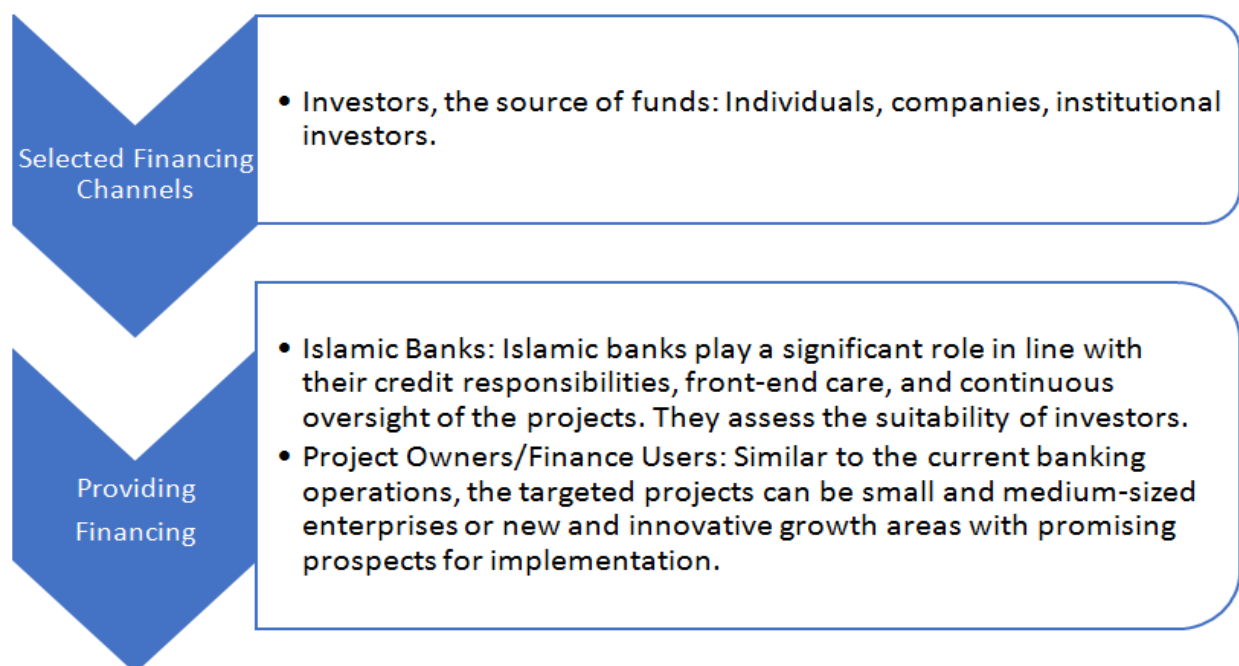 Selected Financing
Channels
• Investors, the source of funds: Individuals, companies, institutional
investors.
Providing
Financing
• Islamic Banks: Islamic banks play a significant role in line with
their credit responsibilities, front-end care, and continuous
oversight of the projects. They assess the suitability of investors.
• Project Owners/Finance Users: Similar to the current banking
operations, the targeted projects can be small and medium-sized
enterprises or new and innovative growth areas with promising
prospects for implementation.